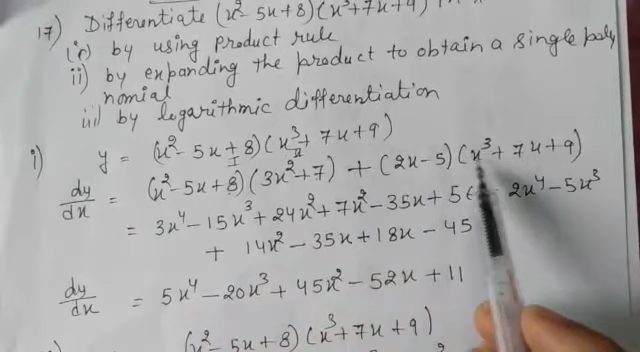 17) Differentiate (x²- 5x+8)(x³+7x+9)
(i) by using product rule
ii) by expanding the product to obtain a single poly
nomial
iii) by logarithmic differentiation
i) y = (x²- 5x+8)(x³+ 7x+9)
dy/dx = (x²-5x+8)(3x²+7) + (2x-5)(x³+7x+9)
= 3x⁴-15x³+24x²+7x²-35x+56 2x⁴-5x³
+ 14x²-35x+18x-45
dy/dx = 5x⁴-20x³+45x²-52x+11
(x²-5x+8)(x³+7x+9)